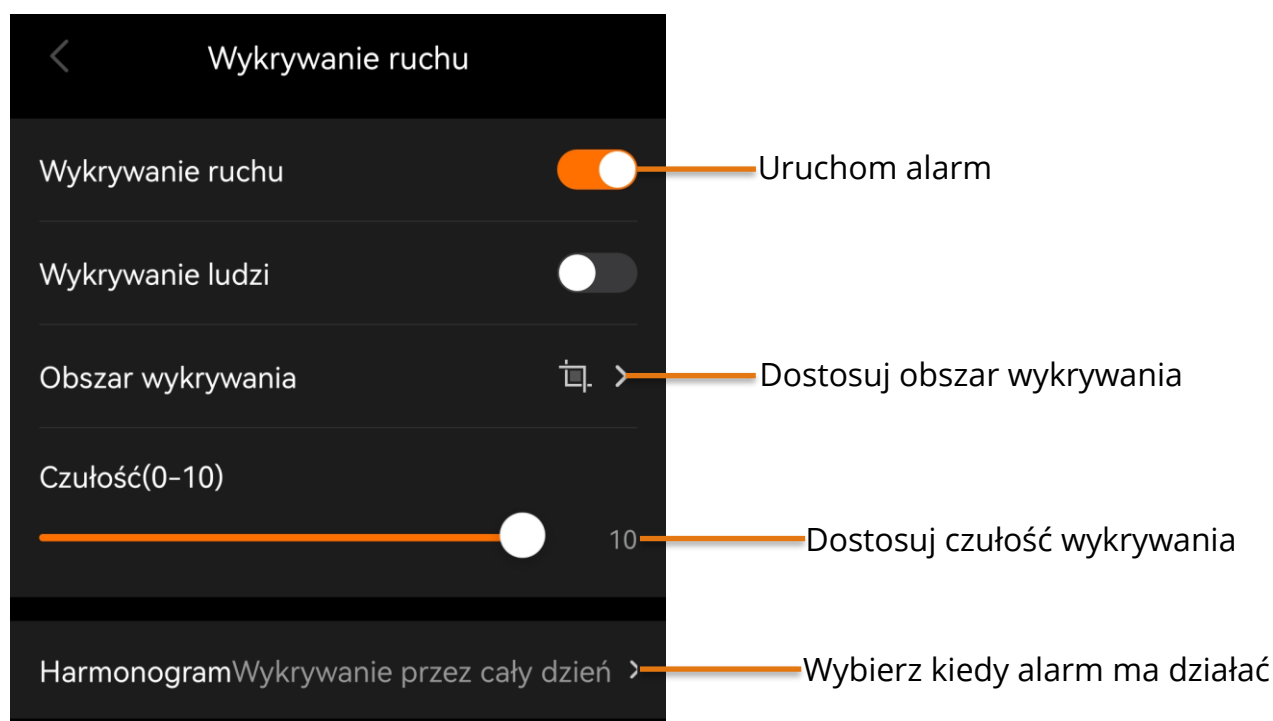 Wykrywanie ruchu
Wykrywanie ruchu
Uruchom alarm
Wykrywanie ludzi
Obszar wykrywania
Dostosuj obszar wykrywania
Czułość(0-10)
10
Dostosuj czułość wykrywania
HarmonogramWykrywanie przez cały dzień
Wybierz kiedy alarm ma działać